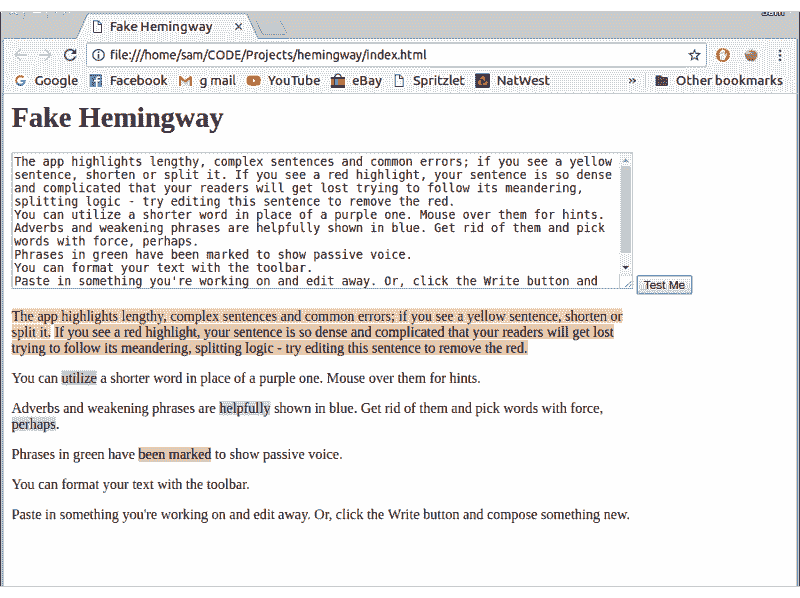 Fake Hemingway
file:///home/sam/CODE/Projects/hemingway/index.html
Google Facebook g mail YouTube eBay Spritzlet NatWest » Other bookmarks
Fake Hemingway
The app highlights lengthy, complex sentences and common errors; if you see a yellow
sentence, shorten or split it. If you see a red highlight, your sentence is so dense
and complicated that your readers will get lost trying to follow its meandering,
splitting logic - try editing this sentence to remove the red.
You can utilize a shorter word in place of a purple one. Mouse over them for hints.
Adverbs and weakening phrases are helpfully shown in blue. Get rid of them and pick
words with force, perhaps.
Phrases in green have been marked to show passive voice.
You can format your text with the toolbar.
Paste in something you're working on and edit away. Or, click the Write button and
Test Me
The app highlights lengthy, complex sentences and common errors; if you see a yellow sentence, shorten or
split it. If you see a red highlight, your sentence is so dense and complicated that your readers will get lost
trying to follow its meandering, splitting logic - try editing this sentence to remove the red.
You can utilize a shorter word in place of a purple one. Mouse over them for hints.
Adverbs and weakening phrases are helpfully shown in blue. Get rid of them and pick words with force,
perhaps.
Phrases in green have been marked to show passive voice.
You can format your text with the toolbar.
Paste in something you're working on and edit away. Or, click the Write button and compose something new.